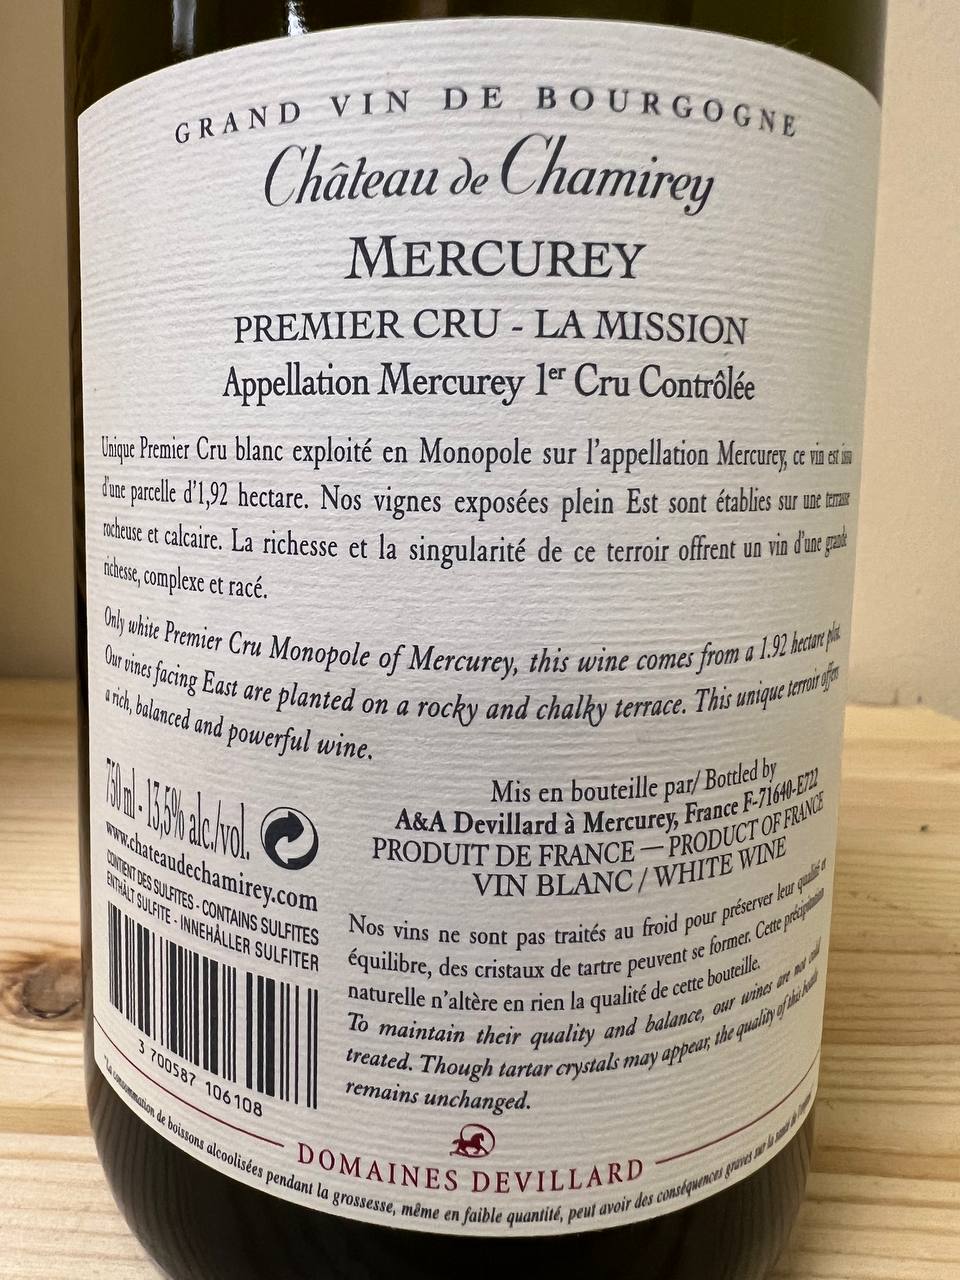 GRAND VIN DE BOURGOGNE
Château de Chamirey
MERCUREY
PREMIER CRU - LA MISSION
Appellation Mercurey 1er Cru Contrôlée
Unique Premier Cru blanc exploité en Monopole sur l'appellation Mercurey, ce vin est issu
d'une parcelle d'1,92 hectare. Nos vignes exposées plein Est sont établies sur une terrasse
rocheuse et calcaire. La richesse et la singularité de ce terroir offrent un vin d'une grande
richesse, complexe et racé.
Only white Premier Cru Monopole of Mercurey, this wine comes from a 1.92 hectare plot.
Our vines facing East are planted on a rocky and chalky terrace. This unique terroir offers
a rich, balanced and powerful wine.
750 ml - 13,5% alc./vol.
www.chateaudechamirey.com
CONTIENT DES SULFITES - CONTAINS SULFITES
ENTHÄLT SULFITE - INNEHÅLLER SULFITER
3 700587 106108
Mis en bouteille par/ Bottled by
A&A Devillard à Mercurey, France F-71640-E722
PRODUIT DE FRANCE — PRODUCT OF FRANCE
VIN BLANC / WHITE WINE
Nos vins ne sont pas traités au froid pour préserver leur qualité et
équilibre, des cristaux de tartre peuvent se former. Cette précipitation
naturelle n'altère en rien la qualité de cette bouteille.
To maintain their quality and balance, our wines are not cold
treated. Though tartar crystals may appear, the quality of this bottle
remains unchanged.
DOMAINES DEVILLARD
"La consommation de boissons alcoolisées pendant la grossesse, même en faible quantité, peut avoir des conséquences graves sur la santé de l'enfant